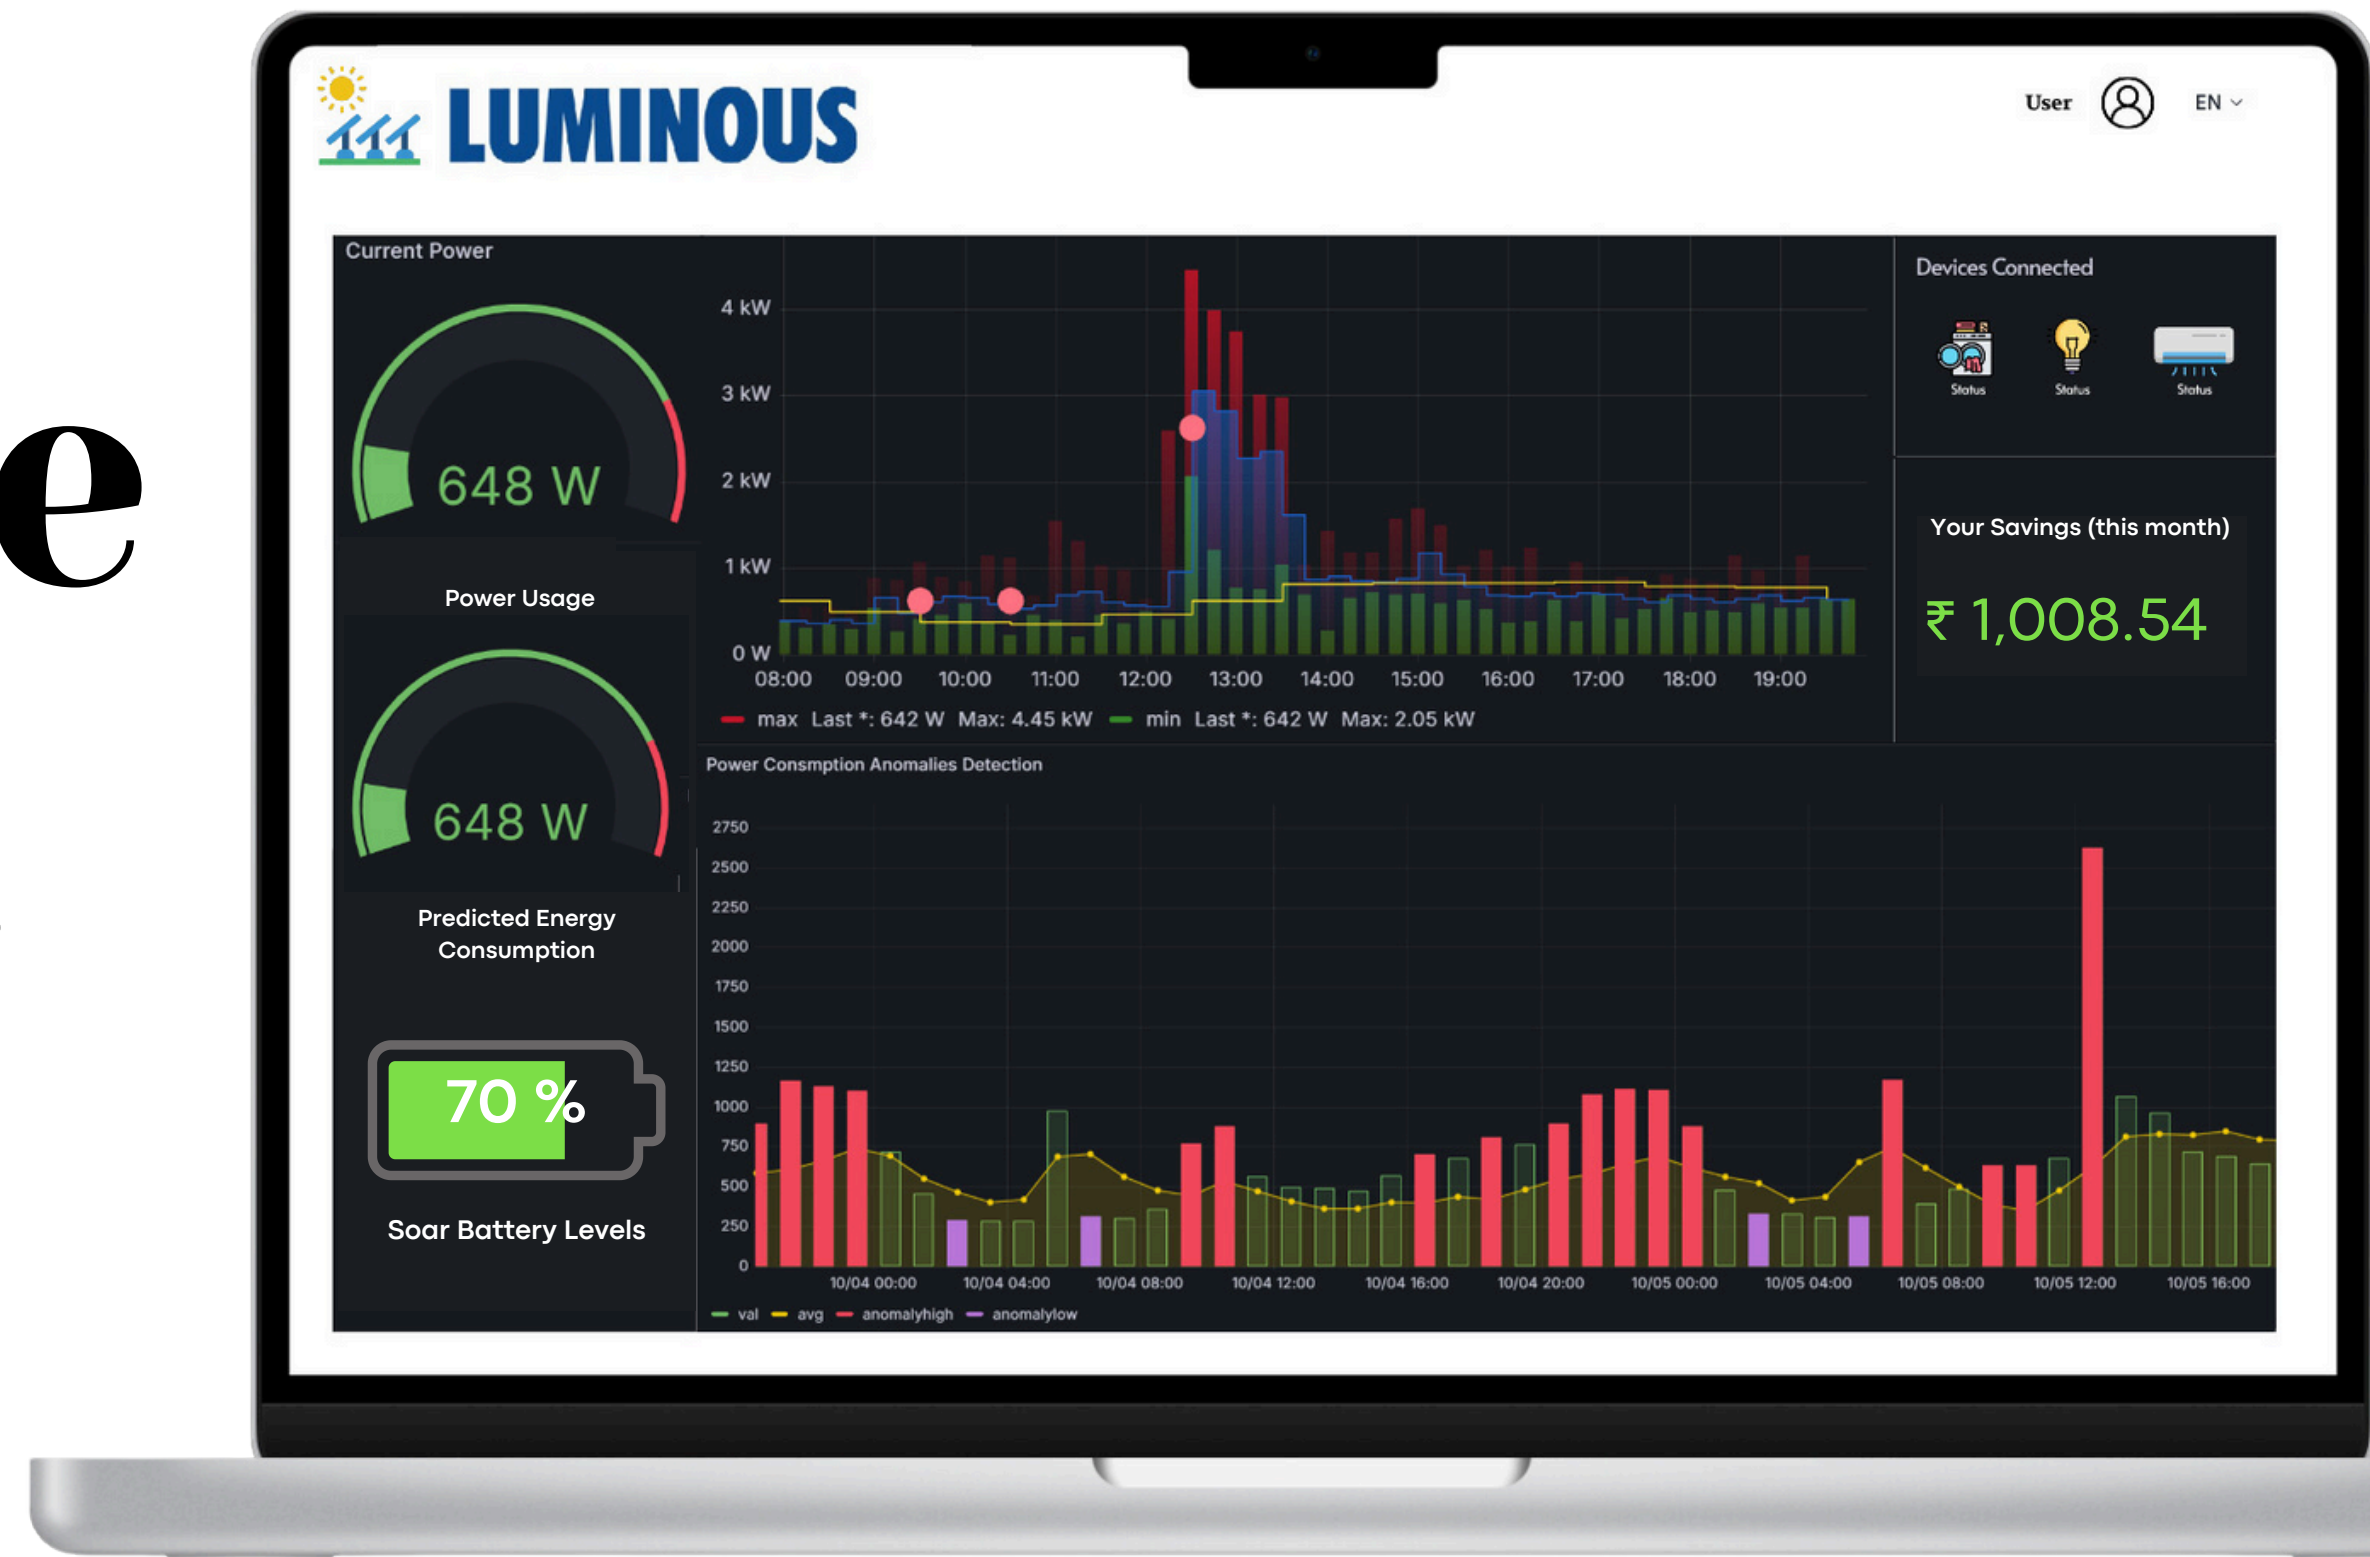 e
LUMINOUS
User
EN
Current Power
648 W
Power Usage
648 W
Predicted Energy
Consumption
70 %
Soar Battery Levels
4 kW
3 kW
2 kW
1 kW
0 W
08:00 09:00 10:00 11:00 12:00 13:00 14:00 15:00 16:00 17:00 18:00 19:00
max Last *: 642 W Max: 4.45 kW min Last *: 642 W Max: 2.05 kW
Devices Connected
Status Status Status
Your Savings (this month)
₹ 1,008.54
Power Consmption Anomalies Detection
2750
2500
2250
2000
1750
1500
1250
1000
750
500
250
0
10/04 00:00 10/04 04:00 10/04 08:00 10/04 12:00 10/04 16:00 10/04 20:00 10/05 00:00 10/05 04:00 10/05 08:00 10/05 12:00 10/05 16:00
val avg anomalyhigh anomalylow